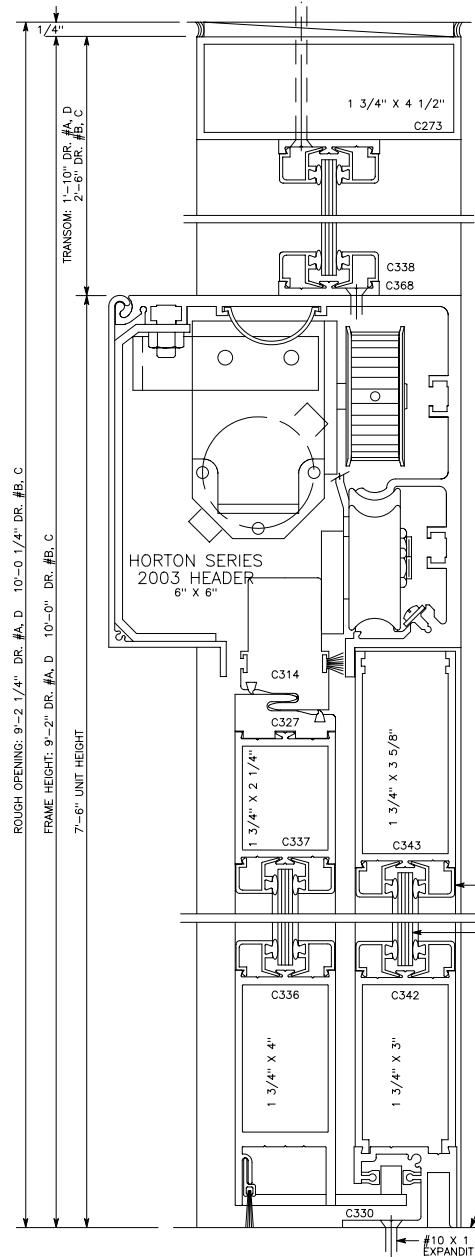 1/4"
1 3/4" X 4 1/2"
C273
TRANSOM: 1'-10" DR. #A, D
2'-6" DR. #B, C
C338
C368
ROUGH OPENING: 9'-2 1/4" DR. #A, D 10'-0 1/4" DR. #B, C
FRAME HEIGHT: 9'-2" DR. #A, D 10'-0" DR. #B, C
7'-6" UNIT HEIGHT
HORTON SERIES
2003 HEADER
6" X 6"
C314
C327
1 3/4" X 2 1/4"
1 3/4" X 3 5/8"
C337
C343
C336
C342
1 3/4" X 4"
1 3/4" X 3"
C330
#10 X 1
EXPANDIT